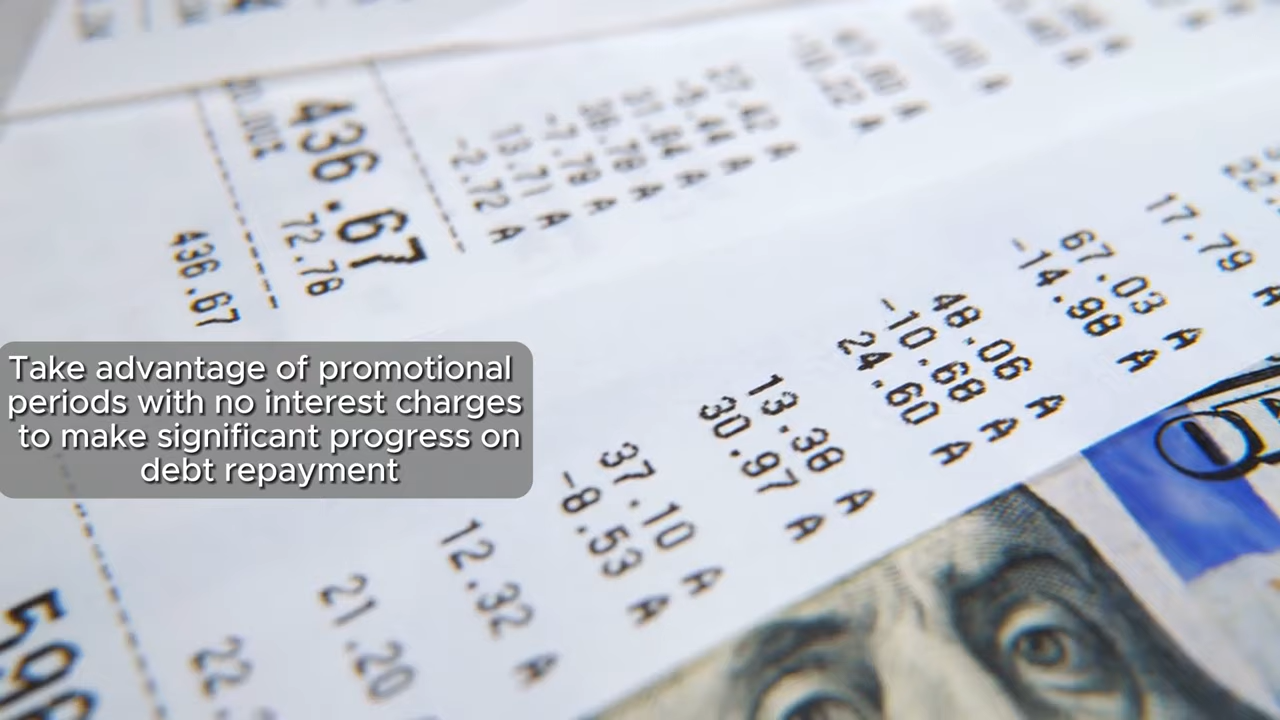 436.67
72.78
436.67
27.42 A
-5.44 A
31.84 A
35.79 A
-7.79 A
13.71 A
-2.72 A
17.79 A
67.03 A
-14.98 A
48.06 A
-10.68 A
24.60 A
13.38 A
30.97 A
37.10 A
-8.53 A
12.32 A
21.20
Take advantage of promotional
periods with no interest charges
to make significant progress on
debt repayment